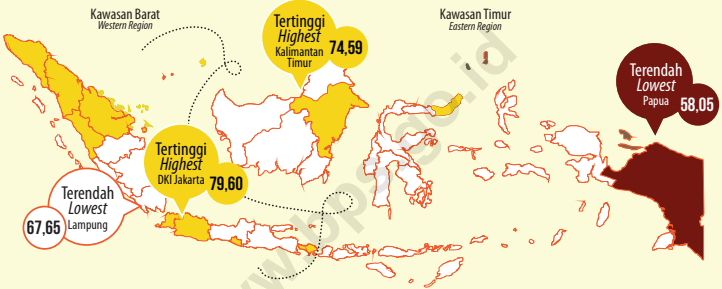 Kawasan Barat
Western Region
Tertinggi
Highest
Kalimantan
Timur
74,59
Kawasan Timur
Eastern Region
Terendah
Lowest
Papua
58,05
Tertinggi
Highest
DKI Jakarta
79,60
Terendah
Lowest
Lampung
67,65